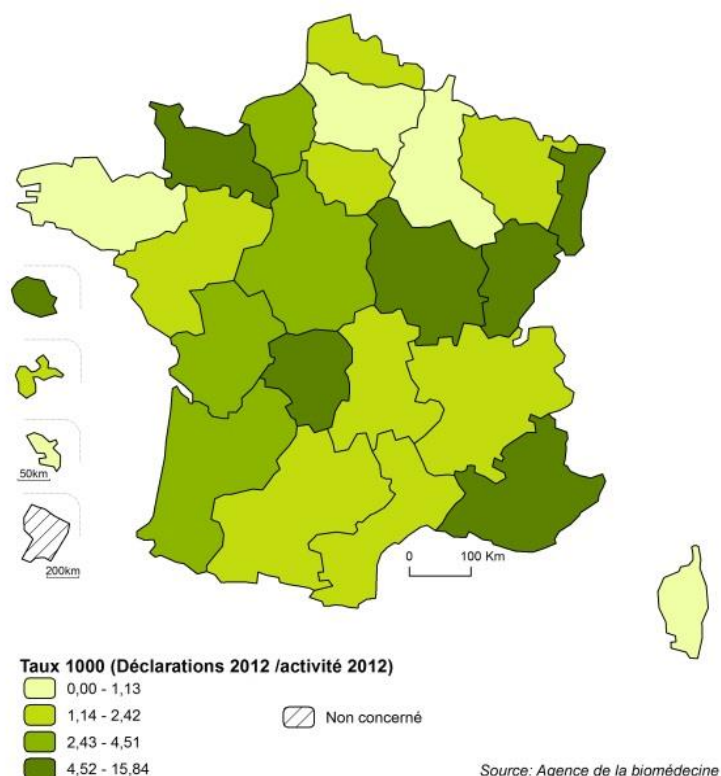 50km
200km
0 100 Km
Taux 1000 (Déclarations 2012 /activité 2012)
0,00 - 1,13
1,14 - 2,42
Non concerné
2,43 - 4,51
4,52 - 15,84
Source: Agence de la biomédecine